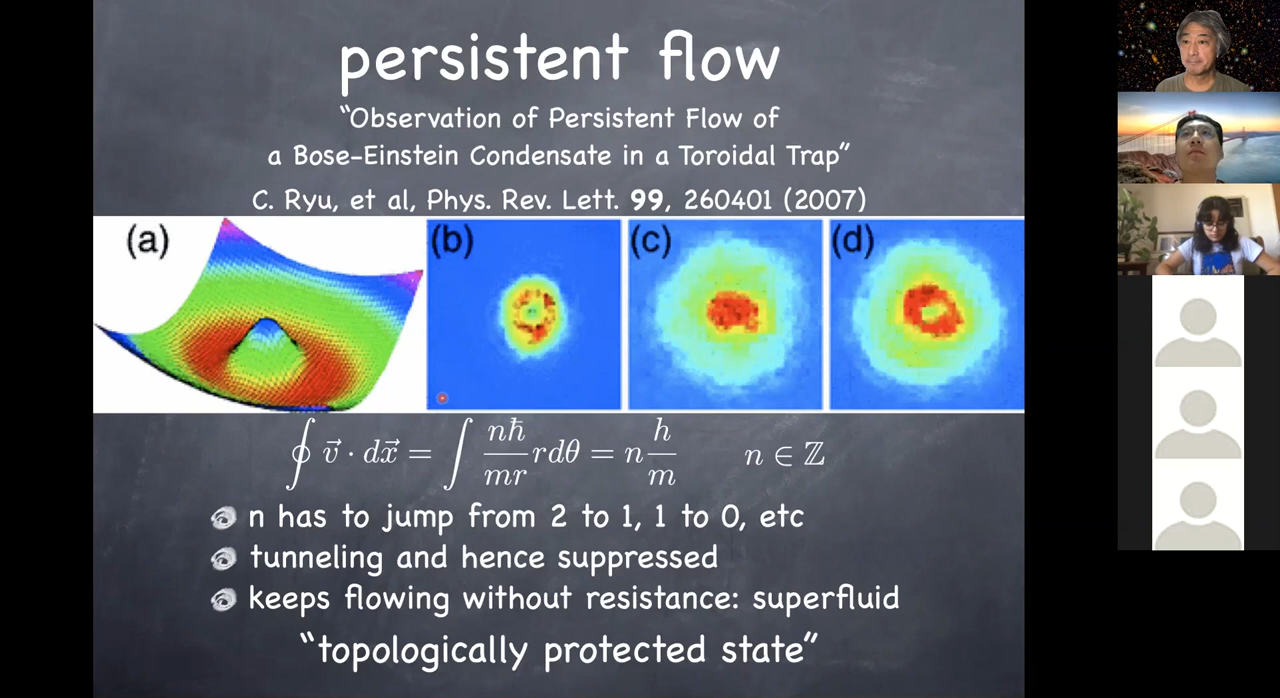 persistent flow
“Observation of Persistent Flow of
a Bose-Einstein Condensate in a Toroidal Trap”
C. Ryu, et al, Phys. Rev. Lett. 99, 260401 (2007)
(a) (b) (c) (d)
∮ v⃗ · dx⃗ = ∫ nħ/mr rdθ = n h/m n ∈ ℤ
n has to jump from 2 to 1, 1 to 0, etc
tunneling and hence suppressed
keeps flowing without resistance: superfluid
“topologically protected state”